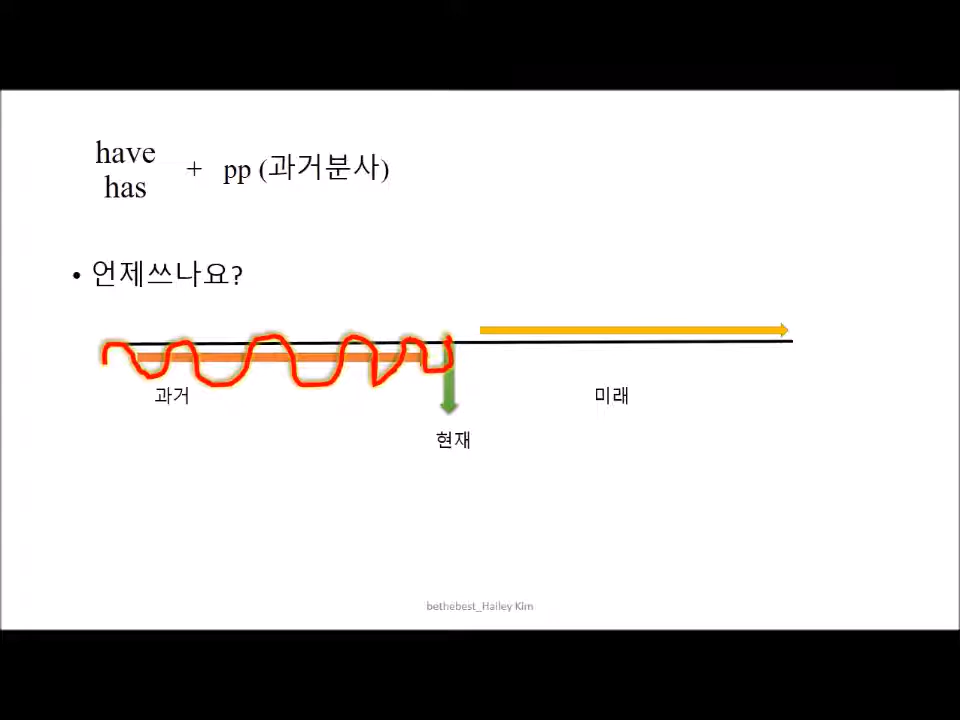 have
has + pp (과거분사)
• 언제쓰나요?
과거
미래
현재
bethebest_Hailey Kim